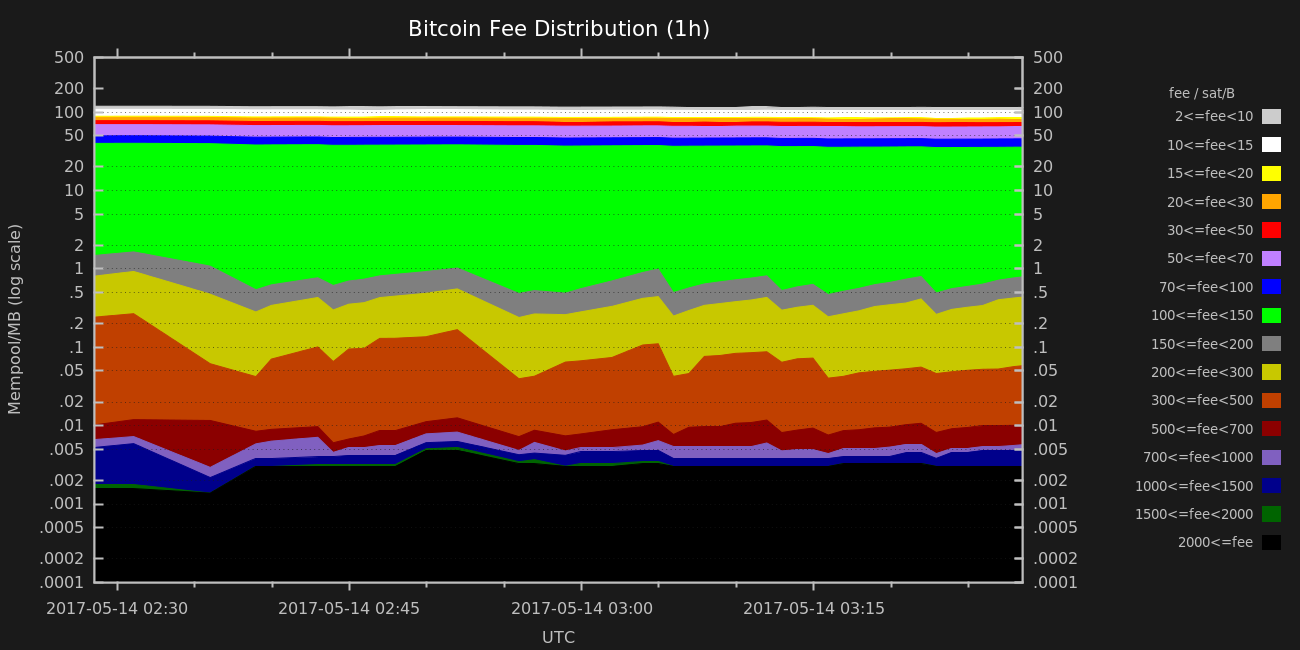 Bitcoin Fee Distribution (1h)
500
200
100
50
20
10
5
2
1
.5
.2
.1
.05
.02
.01
.005
.002
.001
.0005
.0002
.0001
Mempool/MB (log scale)
500
200
100
50
20
10
5
2
1
.5
.2
.1
.05
.02
.01
.005
.002
.001
.0005
.0002
.0001
2017-05-14 02:30 2017-05-14 02:45 2017-05-14 03:00 2017-05-14 03:15
UTC
fee / sat/B
2<=fee<10
10<=fee<15
15<=fee<20
20<=fee<30
30<=fee<50
50<=fee<70
70<=fee<100
100<=fee<150
150<=fee<200
200<=fee<300
300<=fee<500
500<=fee<700
700<=fee<1000
1000<=fee<1500
1500<=fee<2000
2000<=fee